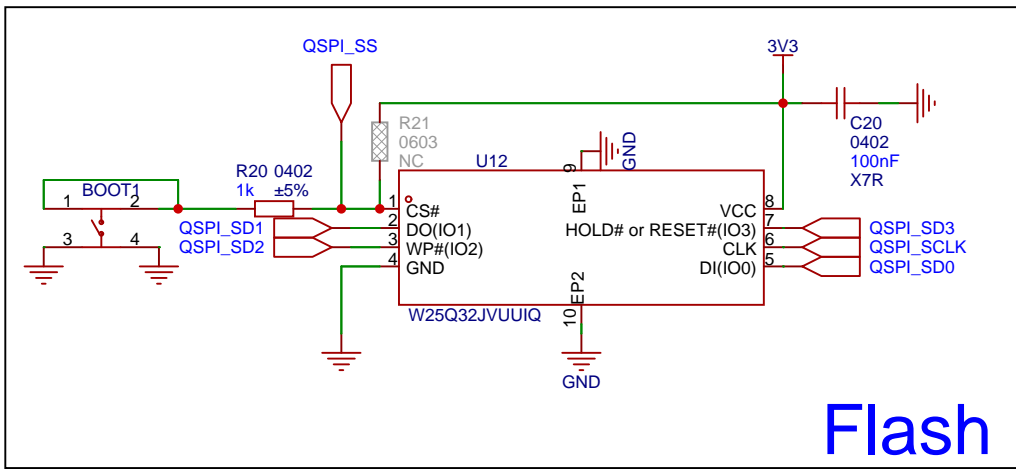 QSPI_SS
3V3
R21
0603
NC
C20
0402
100nF
X7R
U12
9
GND
EP1
R20 0402
1k ±5%
BOOT1
1 2
3 4
QSPI_SD1
QSPI_SD2
1 CS#
2 DO(IO1)
3 WP#(IO2)
4 GND
VCC 8
HOLD# or RESET#(IO3) 7
CLK 6
DI(IO0) 5
QSPI_SD3
QSPI_SCLK
QSPI_SD0
EP2
10
W25Q32JVUUIQ
GND
Flash